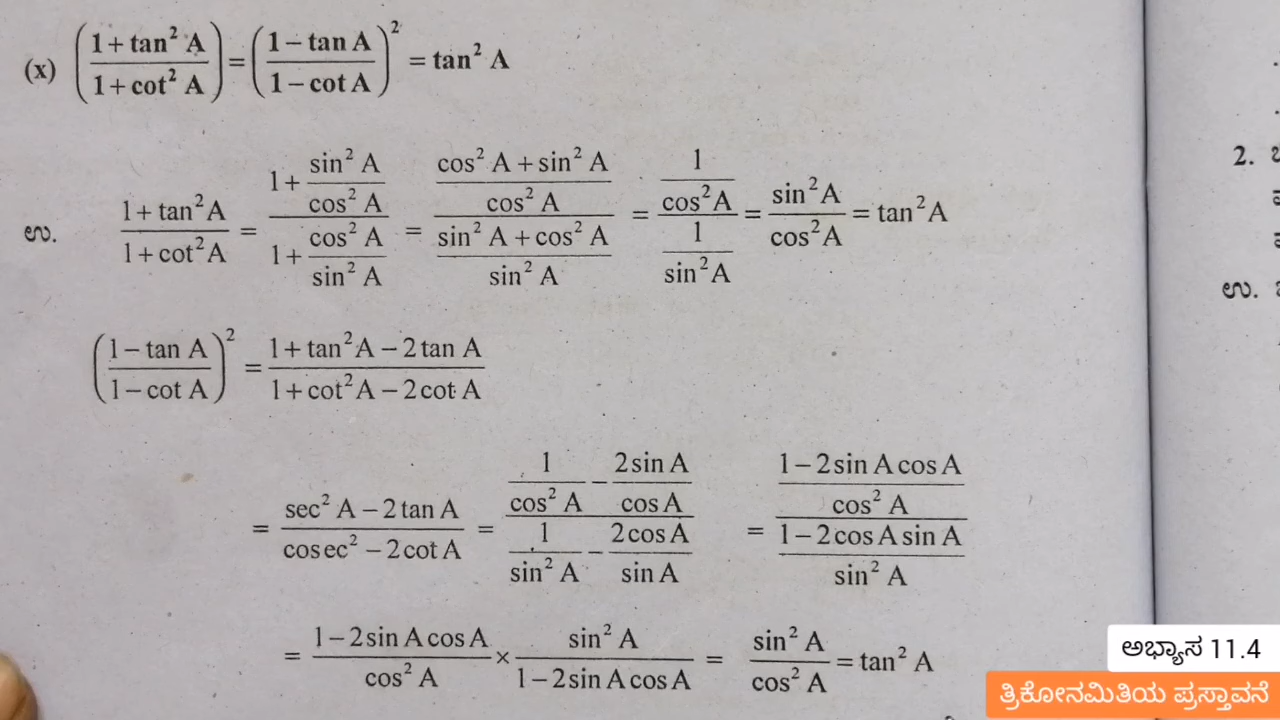 (x) (1 + tan² A / 1 + cot² A) = (1 − tan A / 1 − cot A)² = tan² A
ಉ. 1 + tan²A / 1 + cot²A = (1 + sin² A / cos² A) / (1 + cos² A / sin² A) = (cos² A + sin² A / cos² A) / (sin² A + cos² A / sin² A) = (1 / cos²A) / (1 / sin²A) = sin²A / cos²A = tan²A
(1 − tan A / 1 − cot A)² = 1 + tan²A − 2 tan A / 1 + cot²A − 2 cot A
= sec² A − 2 tan A / cosec² − 2 cot A = (1 / cos² A − 2 sin A / cos A) / (1 / sin² A − 2 cos A / sin A) = (1 − 2 sin A cos A / cos² A) / (1 − 2 cos A sin A / sin² A)
= 1 − 2 sin A cos A / cos² A × sin² A / 1 − 2 sin A cos A = sin² A / cos² A = tan² A
2.
ಉ.
ಅಭ್ಯಾಸ 11.4
ತ್ರಿಕೋನಮಿತಿಯ ಪ್ರಸ್ತಾವನೆ